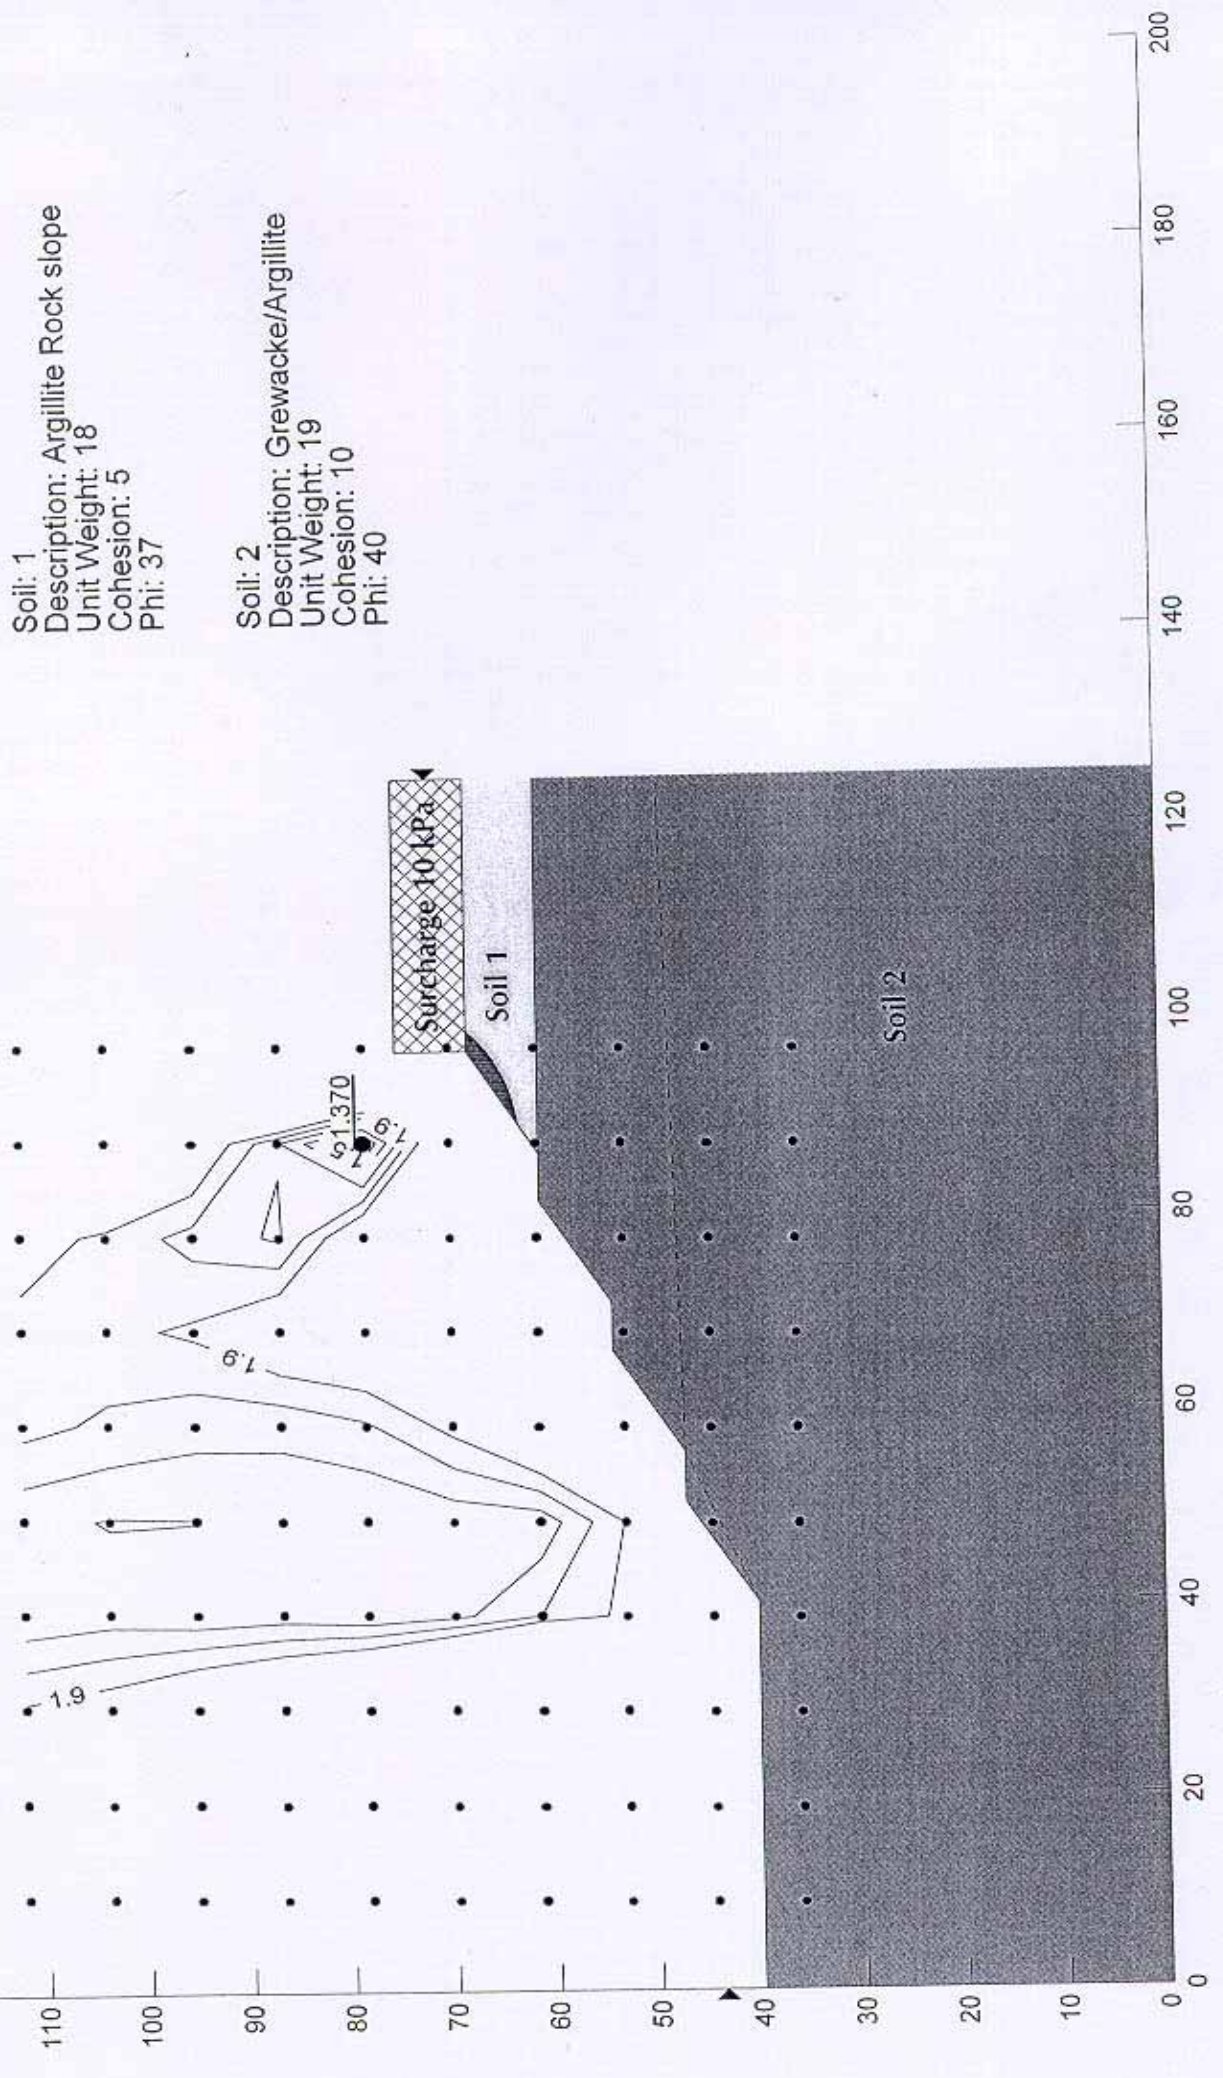 Soil: 1
Description: Argillite Rock slope
Unit Weight: 18
Cohesion: 5
Phi: 37
Soil: 2
Description: Grewacke/Argillite
Unit Weight: 19
Cohesion: 10
Phi: 40
110
100
90
80
70
60
50
40
30
20
10
0
1.9
1.9
1.5
1.370
1.9
Surcharge 10 kPa
Soil 1
Soil 2
0
20
40
60
80
100
120
140
160
180
200